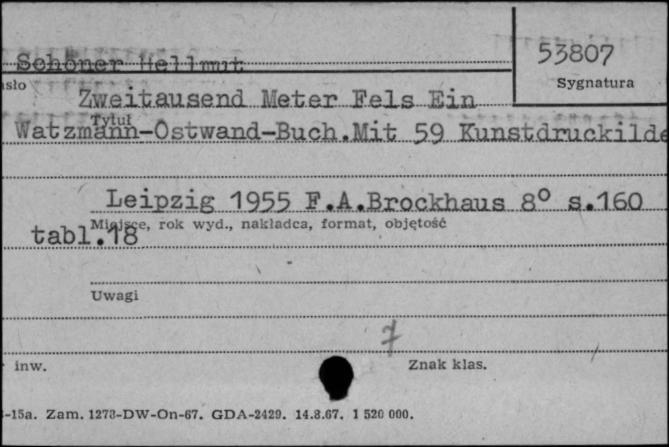 Schöner Hellmut
53807
Sygnatura
Zweitausend Meter Fels Ein
Tytuł
Watzmann-Ostwand-Buch.Mit 59 Kunstdruckilde
Leipzig 1955 F.A.Brockhaus 8° s.160
Miejsce, rok wyd., nakładca, format, objętość
tabl.18
Uwagi
7
inw.
Znak klas.
-15a. Zam. 1273-DW-On-67. GDA-2429. 14.8.67. 1 520 000.